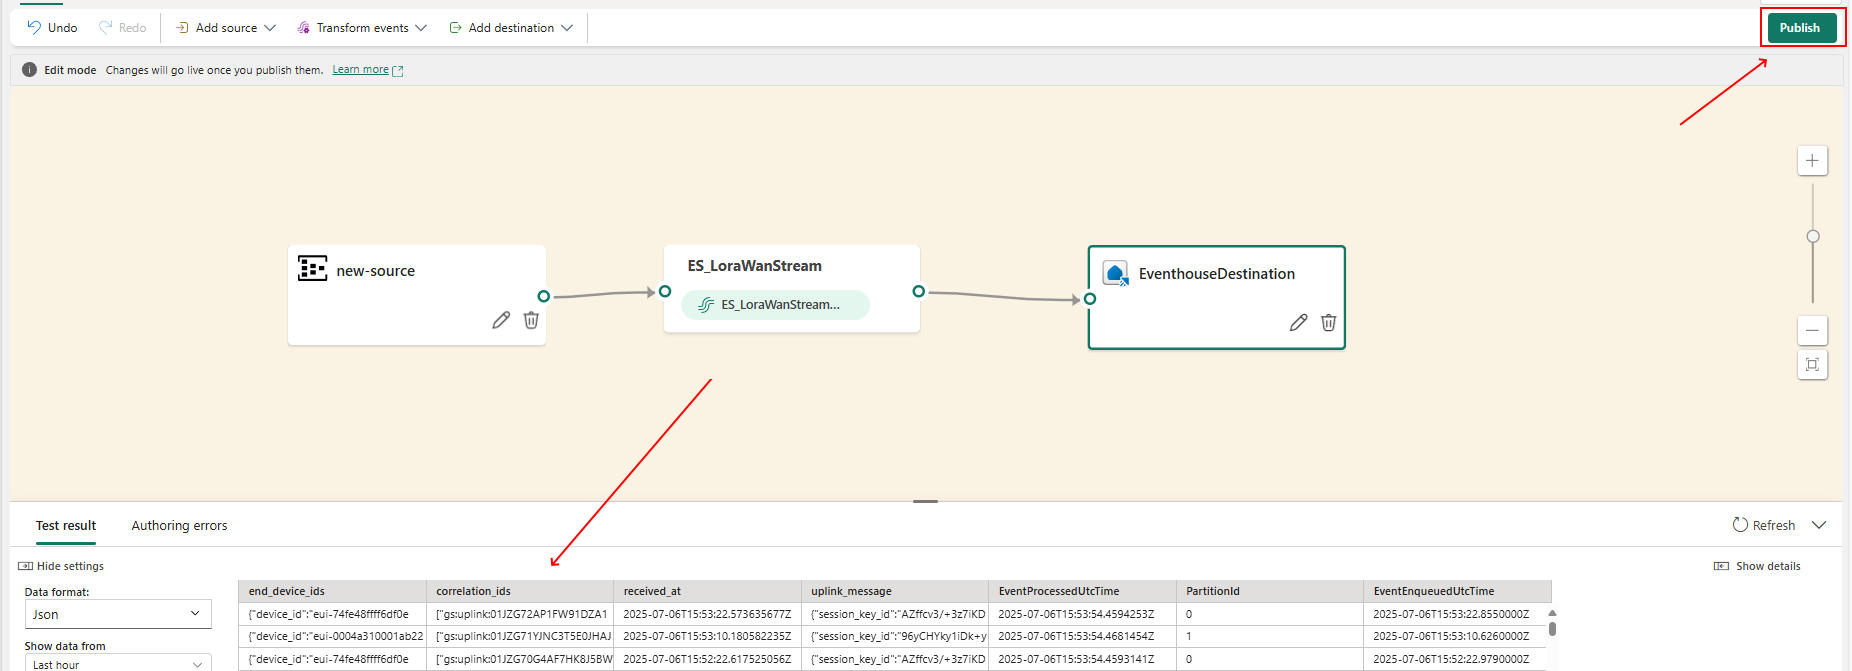 Undo Redo Add source Transform events Add destination Publish
Edit mode Changes will go live once you publish them. Learn more
new-source
ES_LoraWanStream
ES_LoraWanStream...
EventhouseDestination
Test result Authoring errors Refresh
Hide settings Show details
Data format:
Json
Show data from
Last hour
end_device_ids correlation_ids received_at uplink_message EventProcessedUtcTime PartitionId EventEnqueuedUtcTime
{"device_id":"eui-74fe48ffff6df0e ["gs:uplink:01JZG72AP1FW91DZA1 2025-07-06T15:53:22.573635677Z {"session_key_id":"AZffcv3/+3z7iKD 2025-07-06T15:53:54.4594253Z 0 2025-07-06T15:53:22.8550000Z
{"device_id":"eui-0004a310001ab22 ["gs:uplink:01JZG71YJNC3T5E0JHAJ 2025-07-06T15:53:10.180582235Z {"session_key_id":"96yCHYky1iDk+y 2025-07-06T15:53:54.4681454Z 1 2025-07-06T15:53:10.6260000Z
{"device_id":"eui-74fe48ffff6df0e ["gs:uplink:01JZG70G4AF7HK8J5BW 2025-07-06T15:52:22.617525056Z {"session_key_id":"AZffcv3/+3z7iKD 2025-07-06T15:53:54.4593141Z 0 2025-07-06T15:52:22.9790000Z